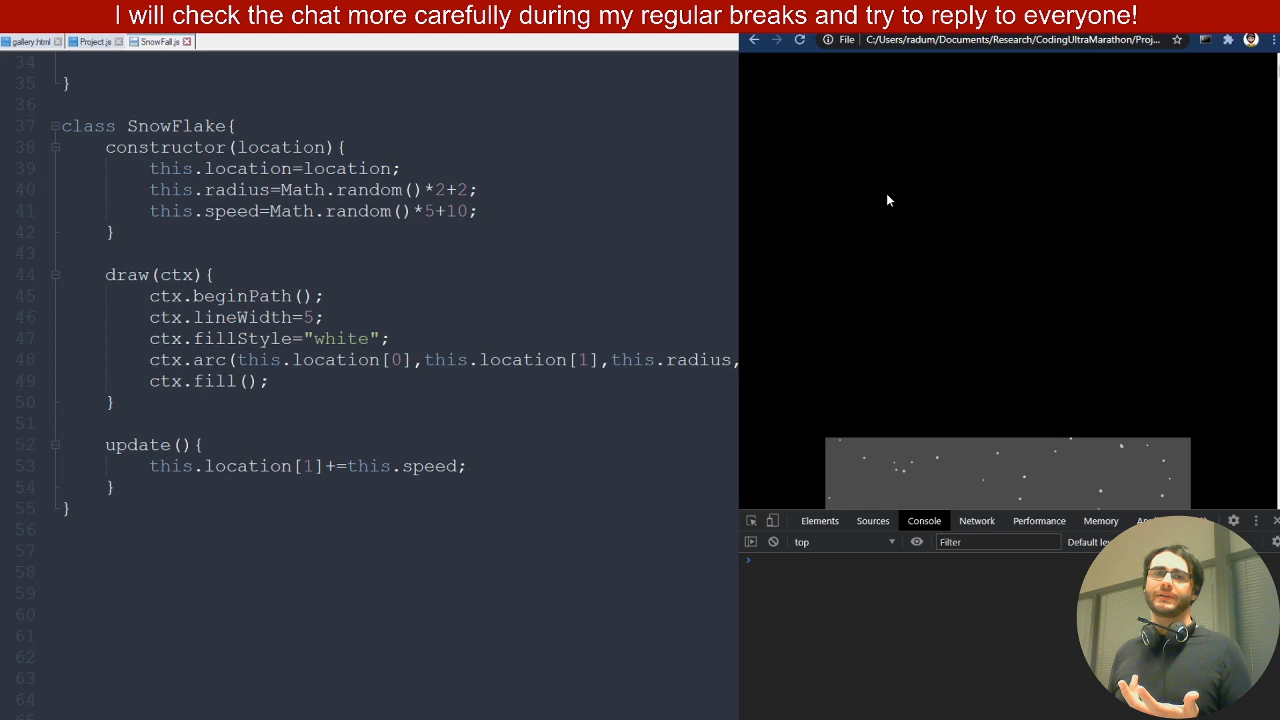 I will check the chat more carefully during my regular breaks and try to reply to everyone!
gallery.html Project.js SnowFall.js
File C:/Users/radum/Documents/Research/CodingUltraMarathon/Proj...
34
35 }
36
37 class SnowFlake{
38 constructor(location){
39 this.location=location;
40 this.radius=Math.random()*2+2;
41 this.speed=Math.random()*5+10;
42 }
43
44 draw(ctx){
45 ctx.beginPath();
46 ctx.lineWidth=5;
47 ctx.fillStyle="white";
48 ctx.arc(this.location[0],this.location[1],this.radius,
49 ctx.fill();
50 }
51
52 update(){
53 this.location[1]+=this.speed;
54 }
55 }
56
57
58
59
60
61
62
63
64
Elements Sources Console Network Performance Memory
top Filter Default